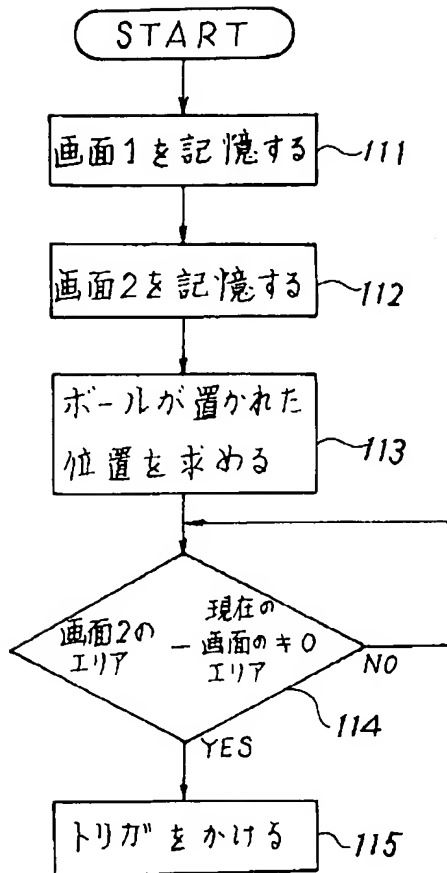 START
画面1を記憶する
111
画面2を記憶する
112
ボールが置かれた
位置を求める
113
画面2の
エリア
－
現在の
画面の
エリア
≠0
NO
114
YES
トリガをかける
115